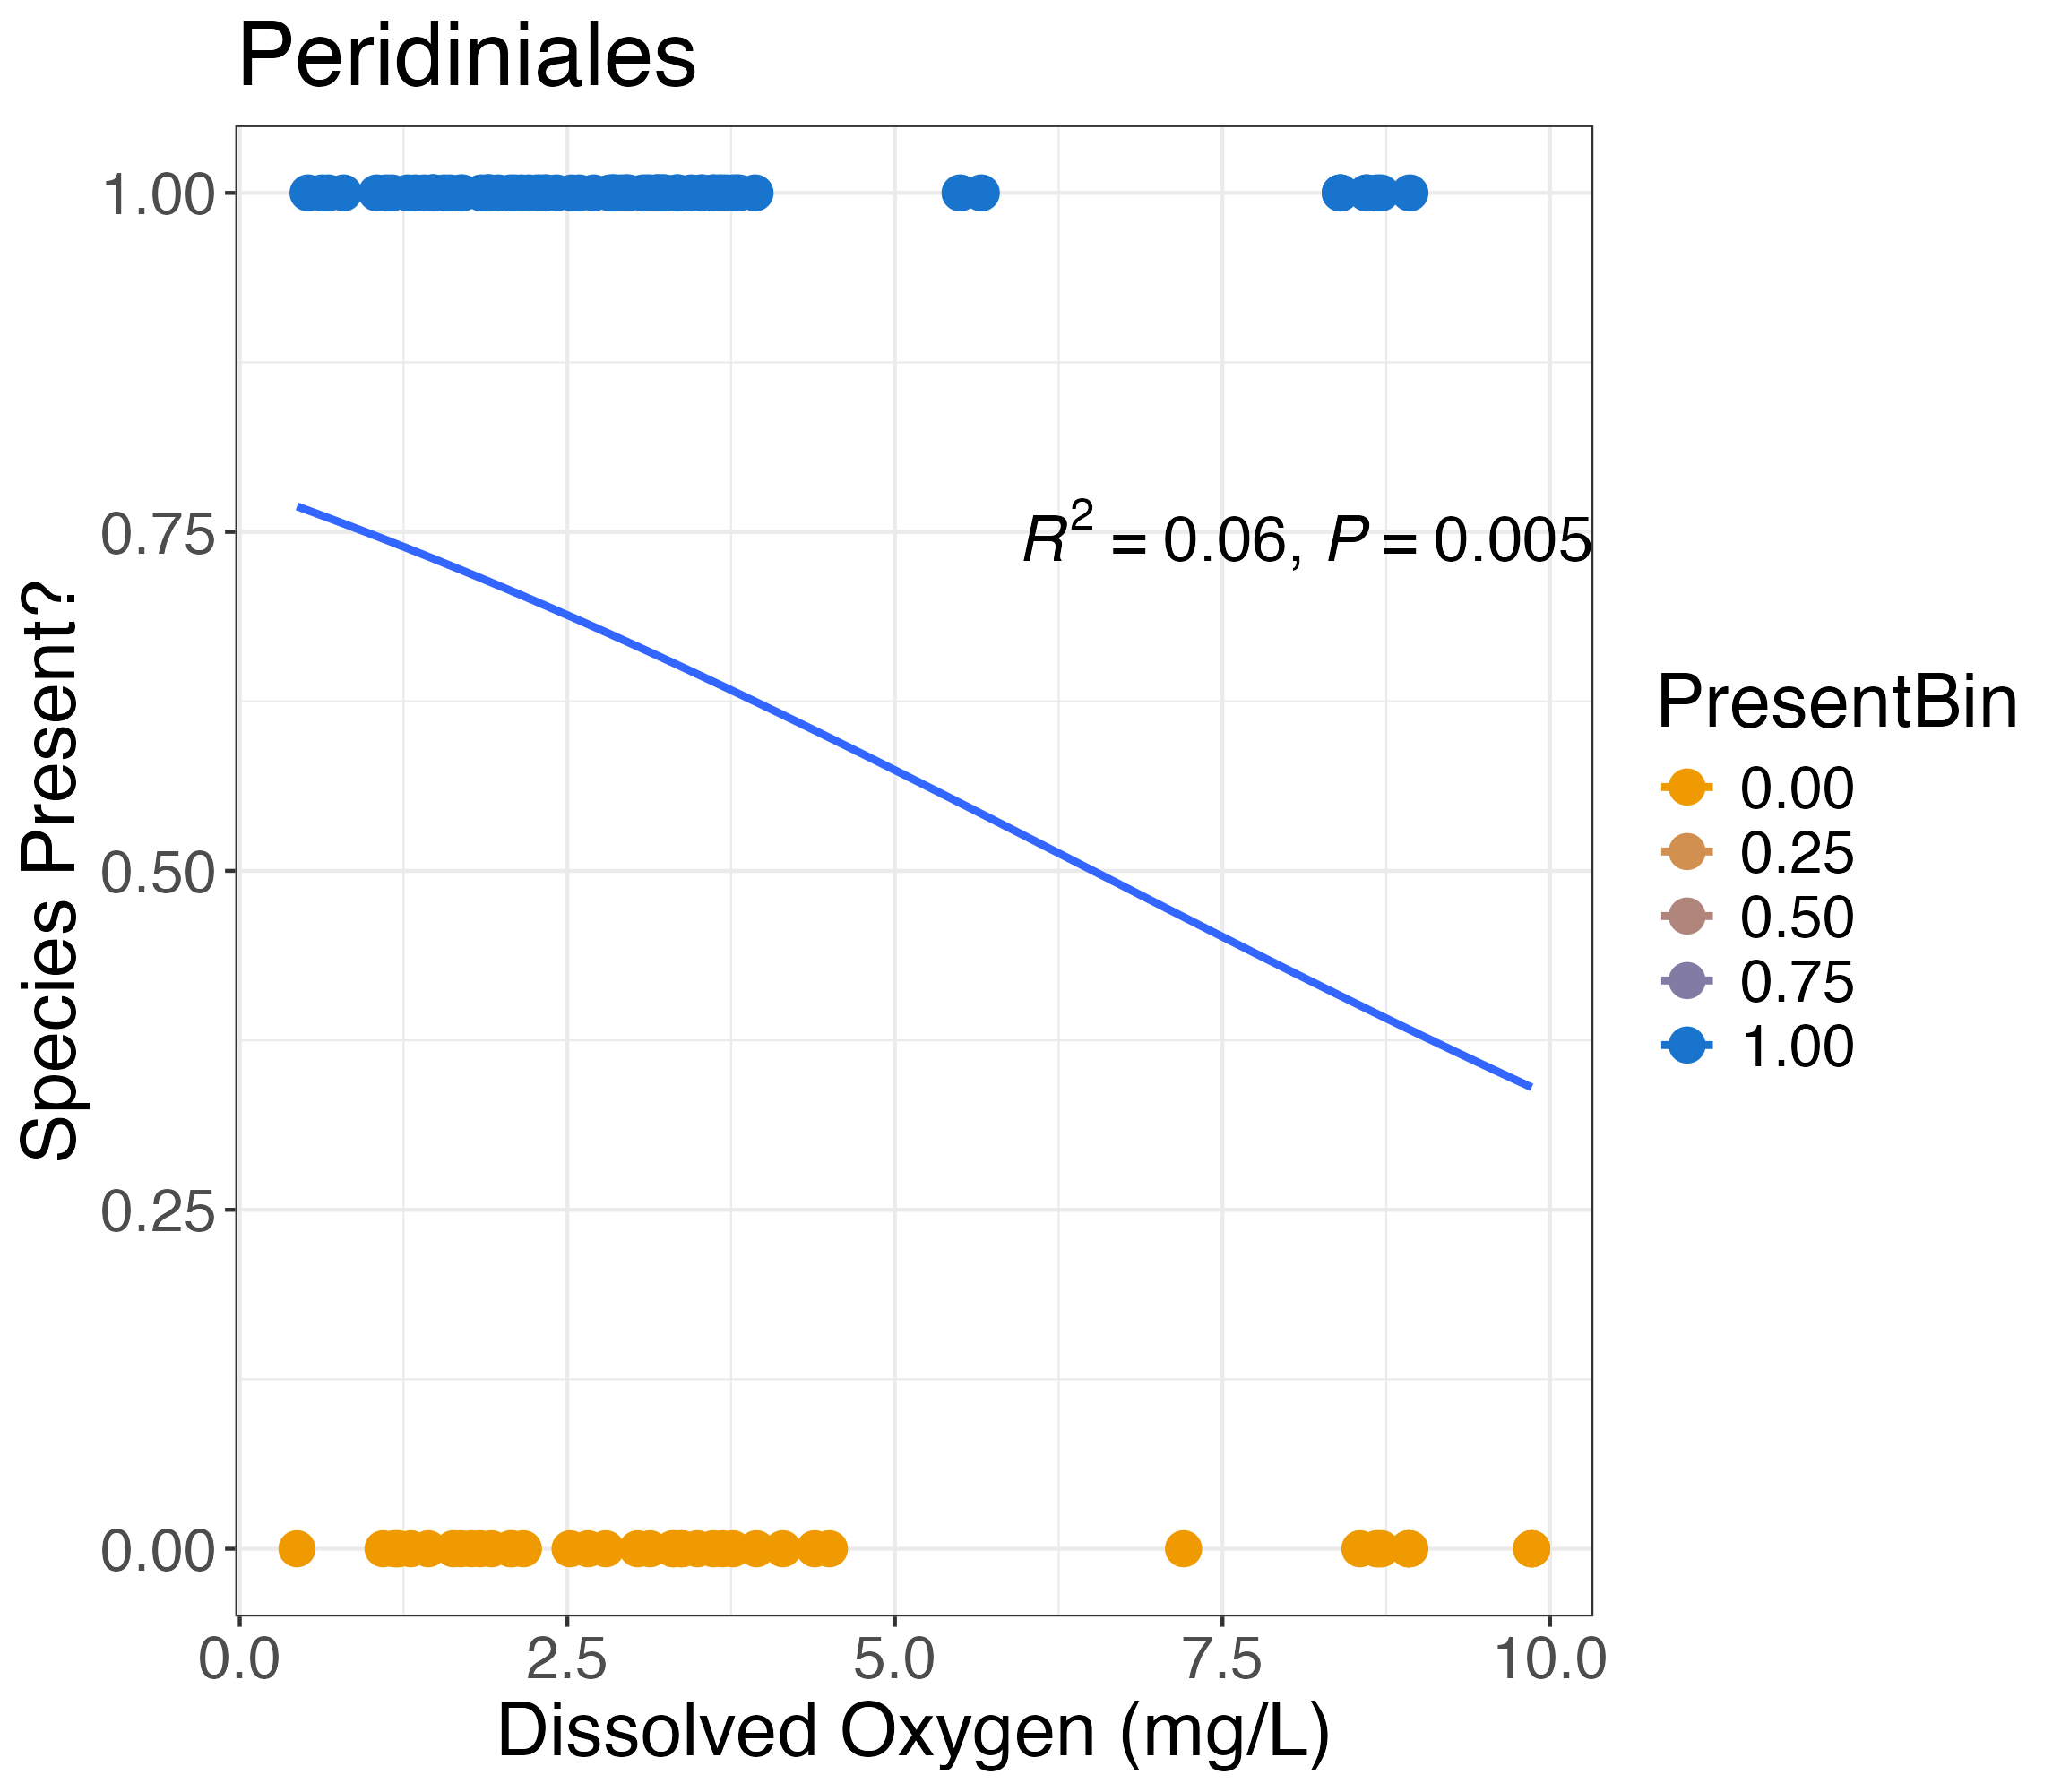 Peridiniales
1.00
0.75
0.50
0.25
0.00
Species Present?
R² = 0.06, P = 0.005
0.0 2.5 5.0 7.5 10.0
Dissolved Oxygen (mg/L)
PresentBin
0.00
0.25
0.50
0.75
1.00